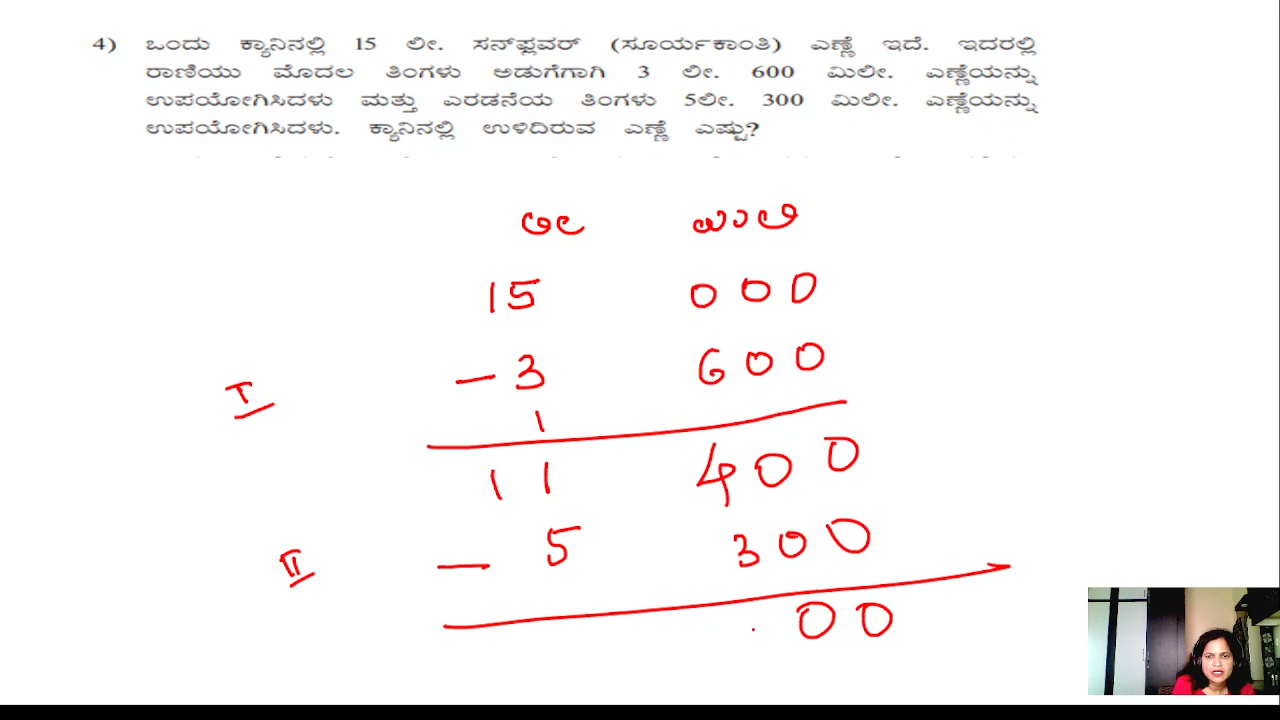 4) ಒಂದು ಕ್ಯಾನಿನಲ್ಲಿ 15 ಲೀ. ಸನ್‌ಫ್ಲವರ್ (ಸೂರ್ಯಕಾಂತಿ) ಎಣ್ಣೆ ಇದೆ. ಇದರಲ್ಲಿ
ರಾಣಿಯು ಮೊದಲ ತಿಂಗಳು ಅಡುಗೆಗಾಗಿ 3 ಲೀ. 600 ಮಿಲೀ. ಎಣ್ಣೆಯನ್ನು
ಉಪಯೋಗಿಸಿದಳು ಮತ್ತು ಎರಡನೆಯ ತಿಂಗಳು 5ಲೀ. 300 ಮಿಲೀ. ಎಣ್ಣೆಯನ್ನು
ಉಪಯೋಗಿಸಿದಳು. ಕ್ಯಾನಿನಲ್ಲಿ ಉಳಿದಿರುವ ಎಣ್ಣೆ ಎಷ್ಟು?
ಲೀ ಮಿಲಿ
15 000
I - 3 600
1
11 400
II - 5 300
00